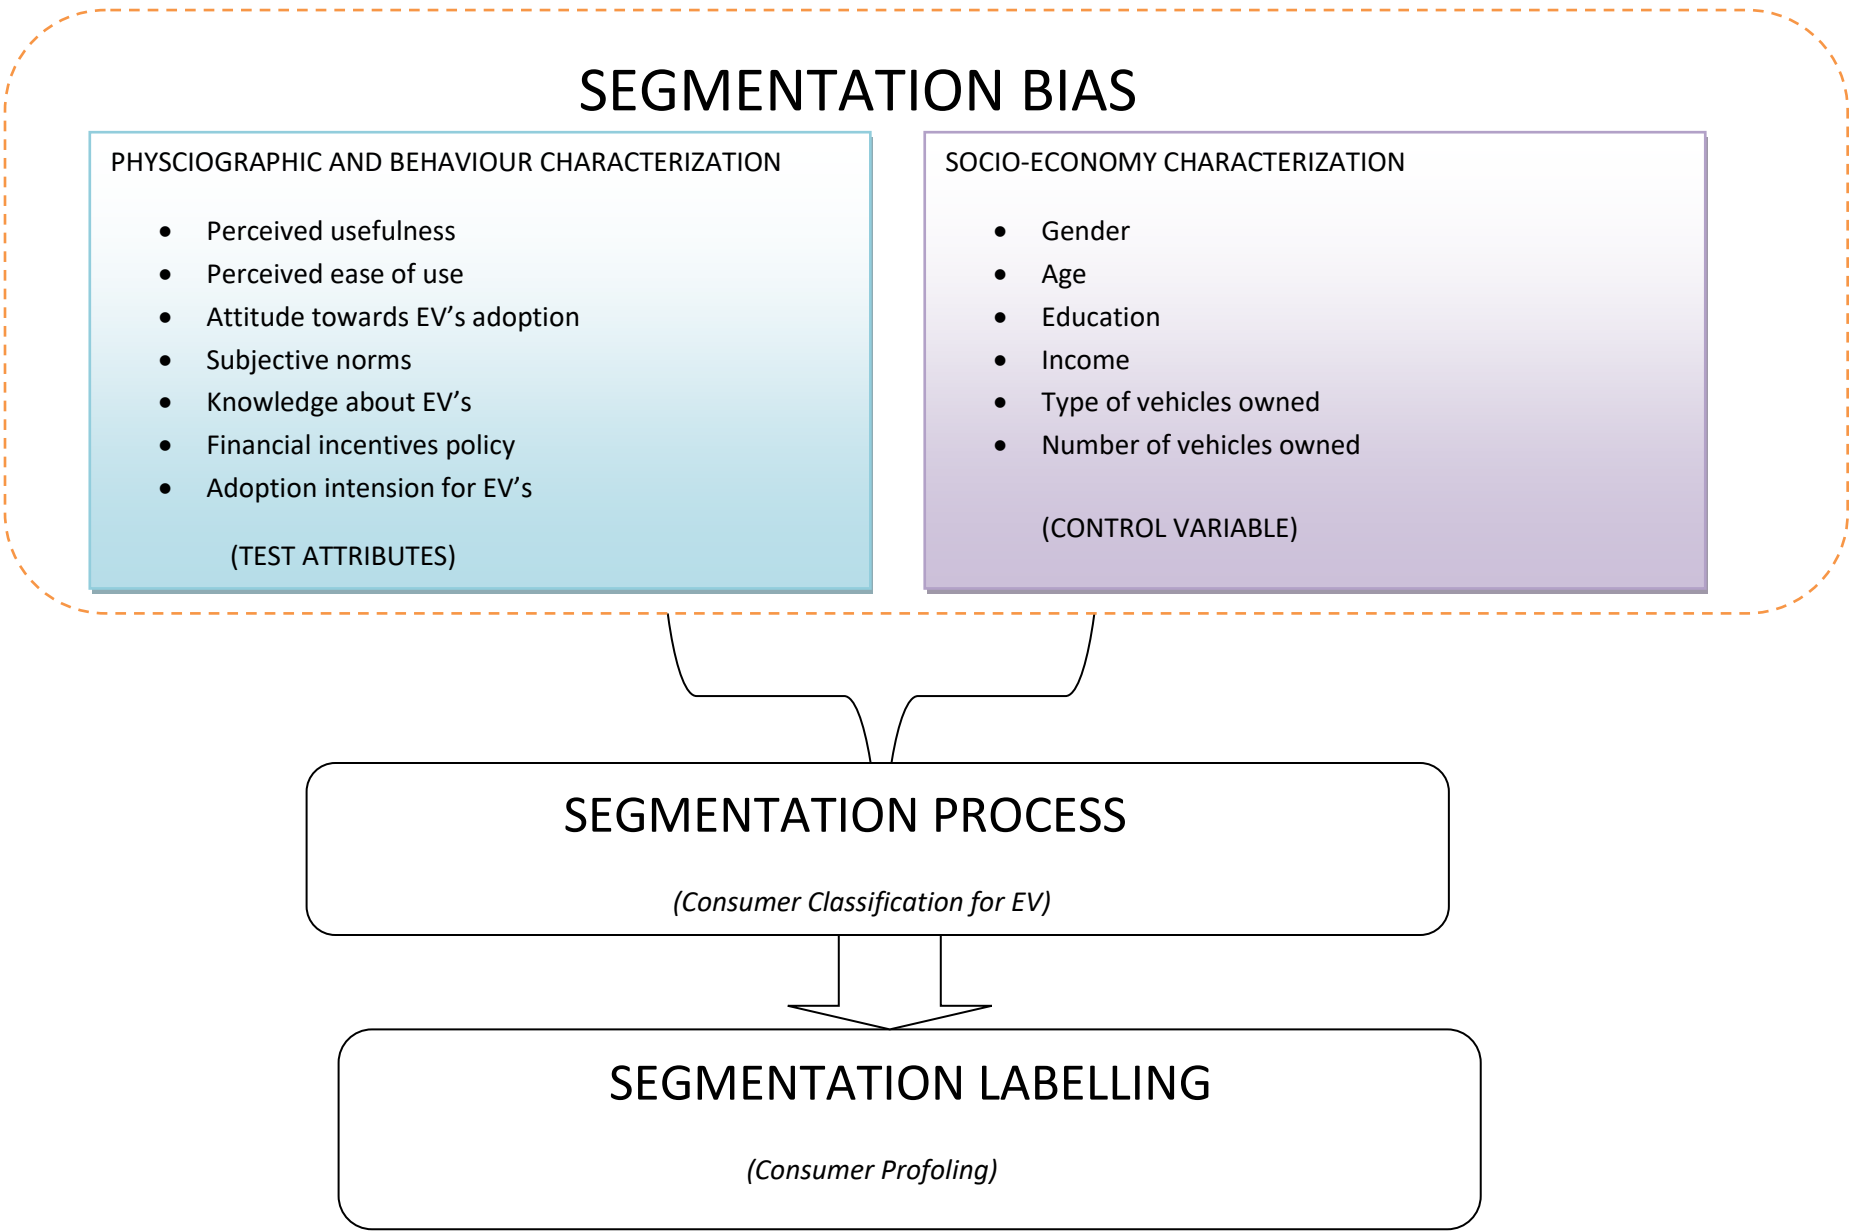 SEGMENTATION BIAS
PHYSCIOGRAPHIC AND BEHAVIOUR CHARACTERIZATION
• Perceived usefulness
• Perceived ease of use
• Attitude towards EV’s adoption
• Subjective norms
• Knowledge about EV’s
• Financial incentives policy
• Adoption intension for EV’s
(TEST ATTRIBUTES)
SOCIO-ECONOMY CHARACTERIZATION
• Gender
• Age
• Education
• Income
• Type of vehicles owned
• Number of vehicles owned
(CONTROL VARIABLE)
SEGMENTATION PROCESS
(Consumer Classification for EV)
SEGMENTATION LABELLING
(Consumer Profoling)